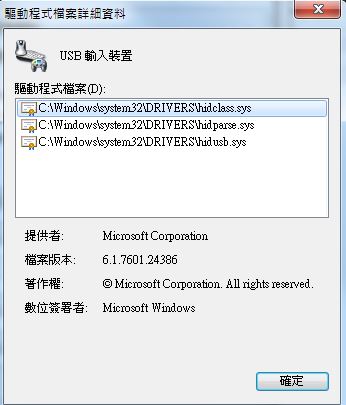 驅動程式檔案詳細資料
USB 輸入裝置
驅動程式檔案(D):
C:\Windows\system32\DRIVERS\hidclass.sys
C:\Windows\system32\DRIVERS\hidparse.sys
C:\Windows\system32\DRIVERS\hidusb.sys
提供者: Microsoft Corporation
檔案版本: 6.1.7601.24386
著作權: © Microsoft Corporation. All rights reserved.
數位簽署者: Microsoft Windows
確定